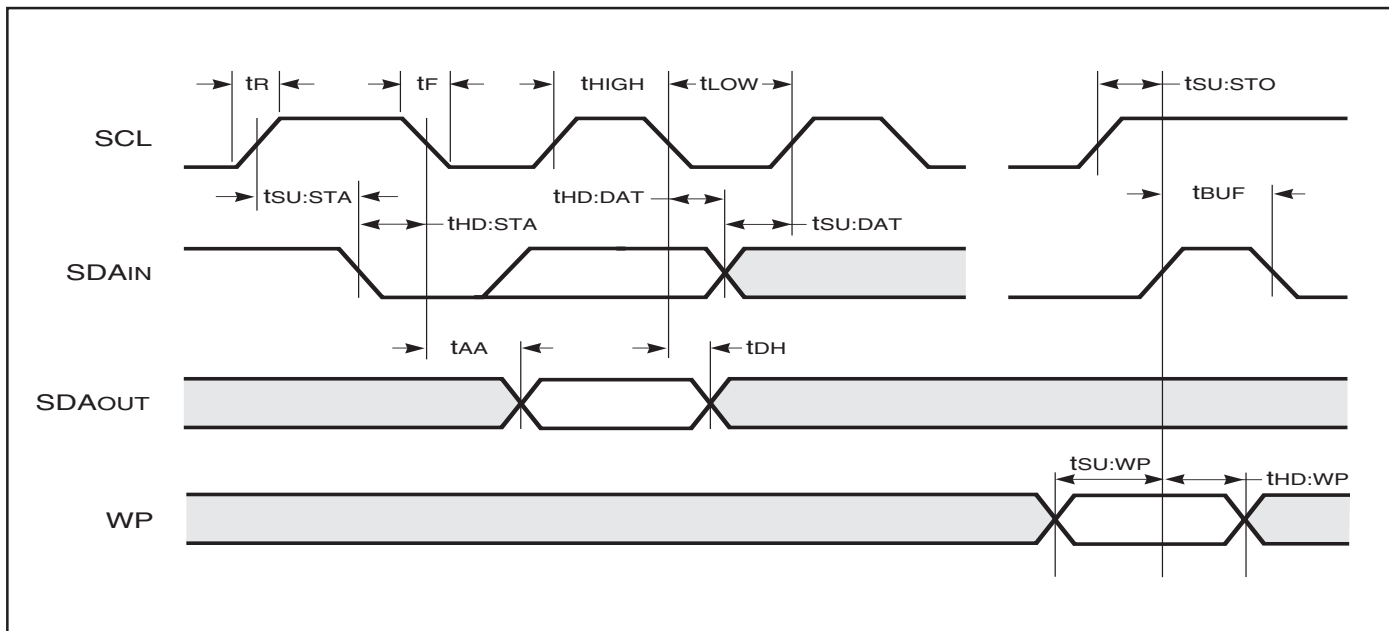 tR
tF
tHIGH
tLOW
tSU:STO
SCL
tSU:STA
tHD:DAT
tBUF
tHD:STA
tSU:DAT
SDAIN
tAA
tDH
SDAOUT
tSU:WP
tHD:WP
WP